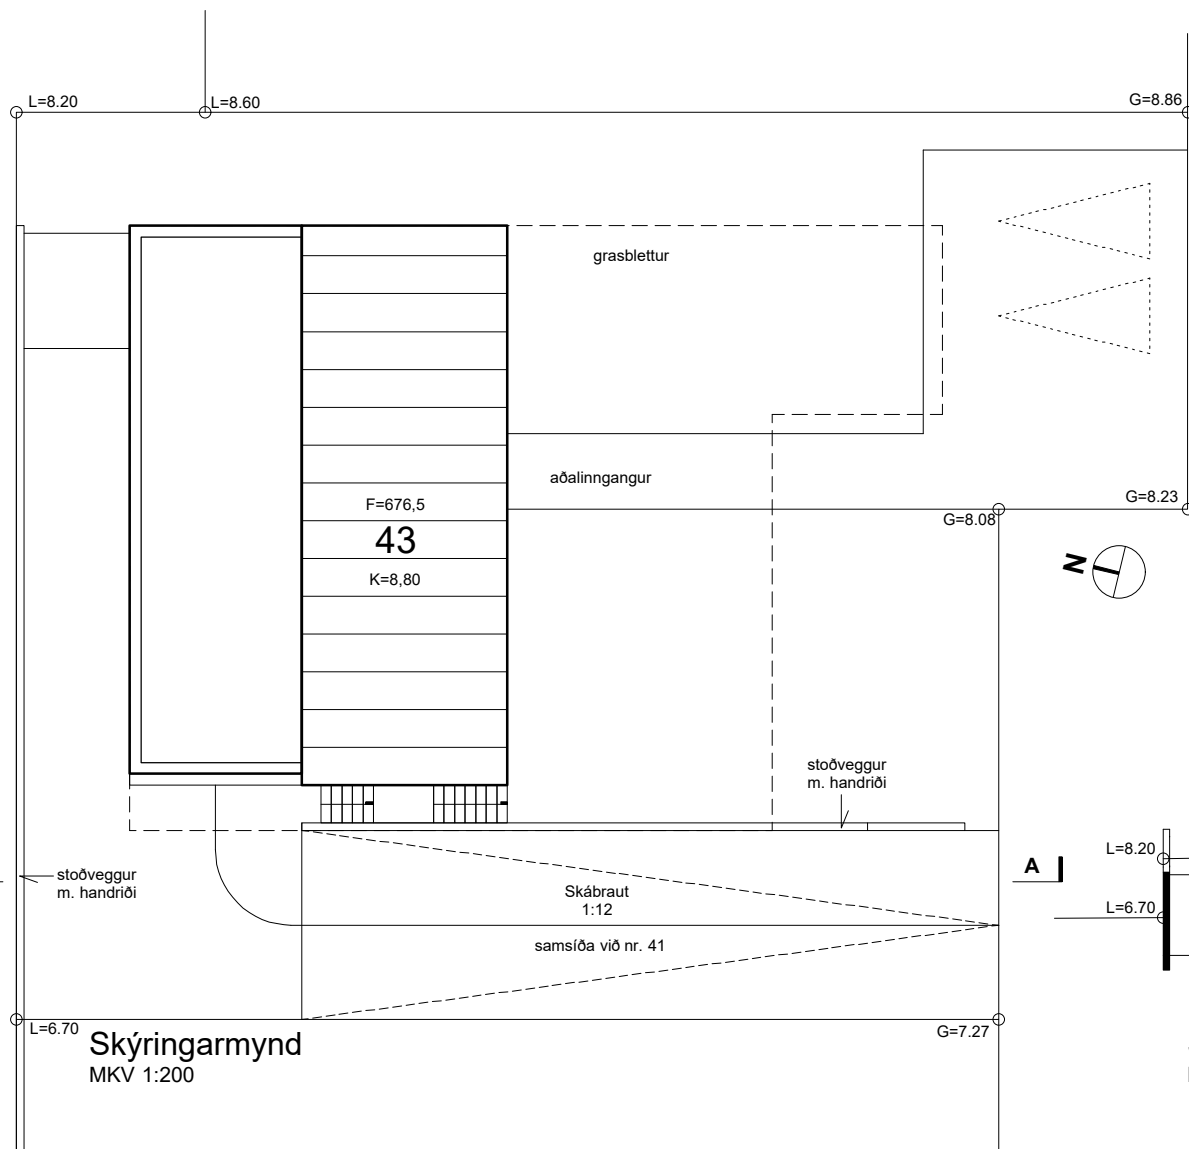 L=8.20
L=8.60
G=8.86
grasblettur
aðalinngangur
F=676,5
43
K=8,80
G=8.23
G=8.08
N
stoðveggur
m. handriði
L=8.20
A
L=6.70
stoðveggur
m. handriði
Skábraut
1:12
samsíða við nr. 41
L=6.70
G=7.27
Skýringarmynd
MKV 1:200